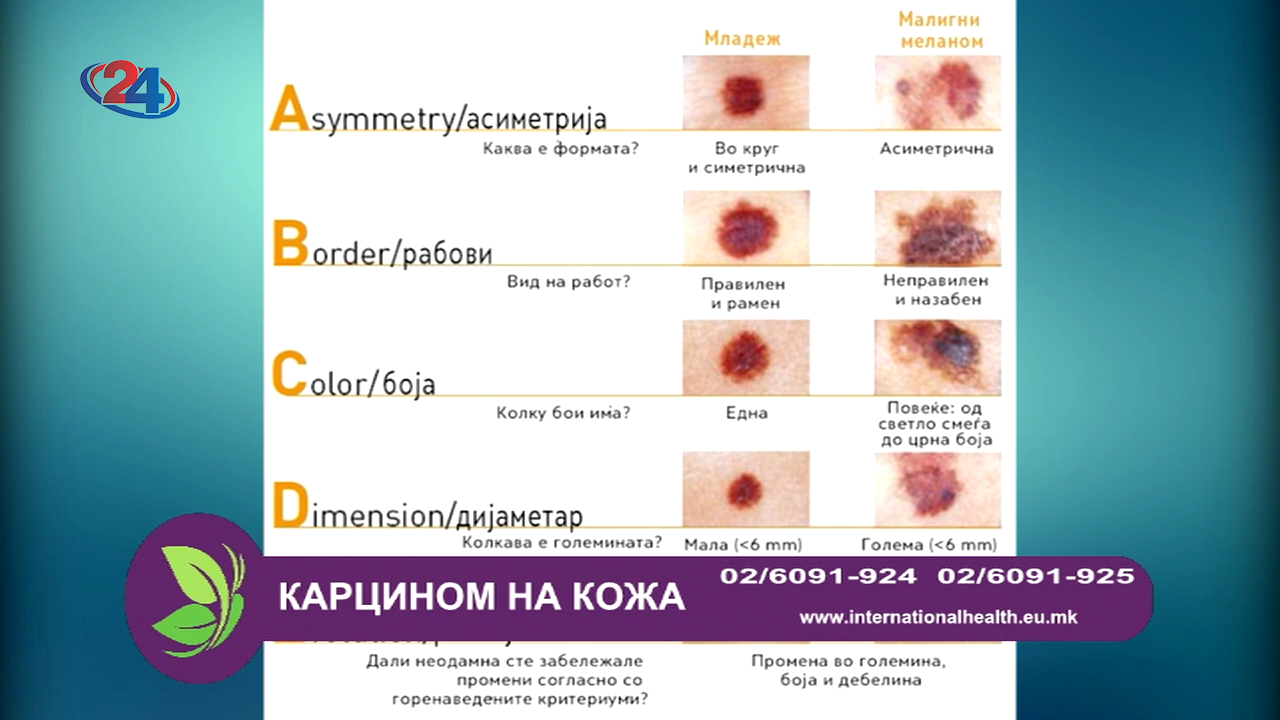 24
Младеж
Малигни
меланом
Asymmetry/асиметрија
Каква е формата?
Во круг
и симетрична
Асиметрична
Border/рабови
Вид на работ?
Правилен
и рамен
Неправилен
и назабен
Color/боја
Колку бои има?
Една
Повеќе: од
светло смеѓа
до црна боја
Dimension/дијаметар
Колкава е големината?
Мала (<6 mm)
Голема (<6 mm)
КАРЦИНОМ НА КОЖА
02/6091-924 02/6091-925
www.internationalhealth.eu.mk
Дали неодамна сте забележале
промени согласно со
горенаведените критериуми?
Промена во големина,
боја и дебелина